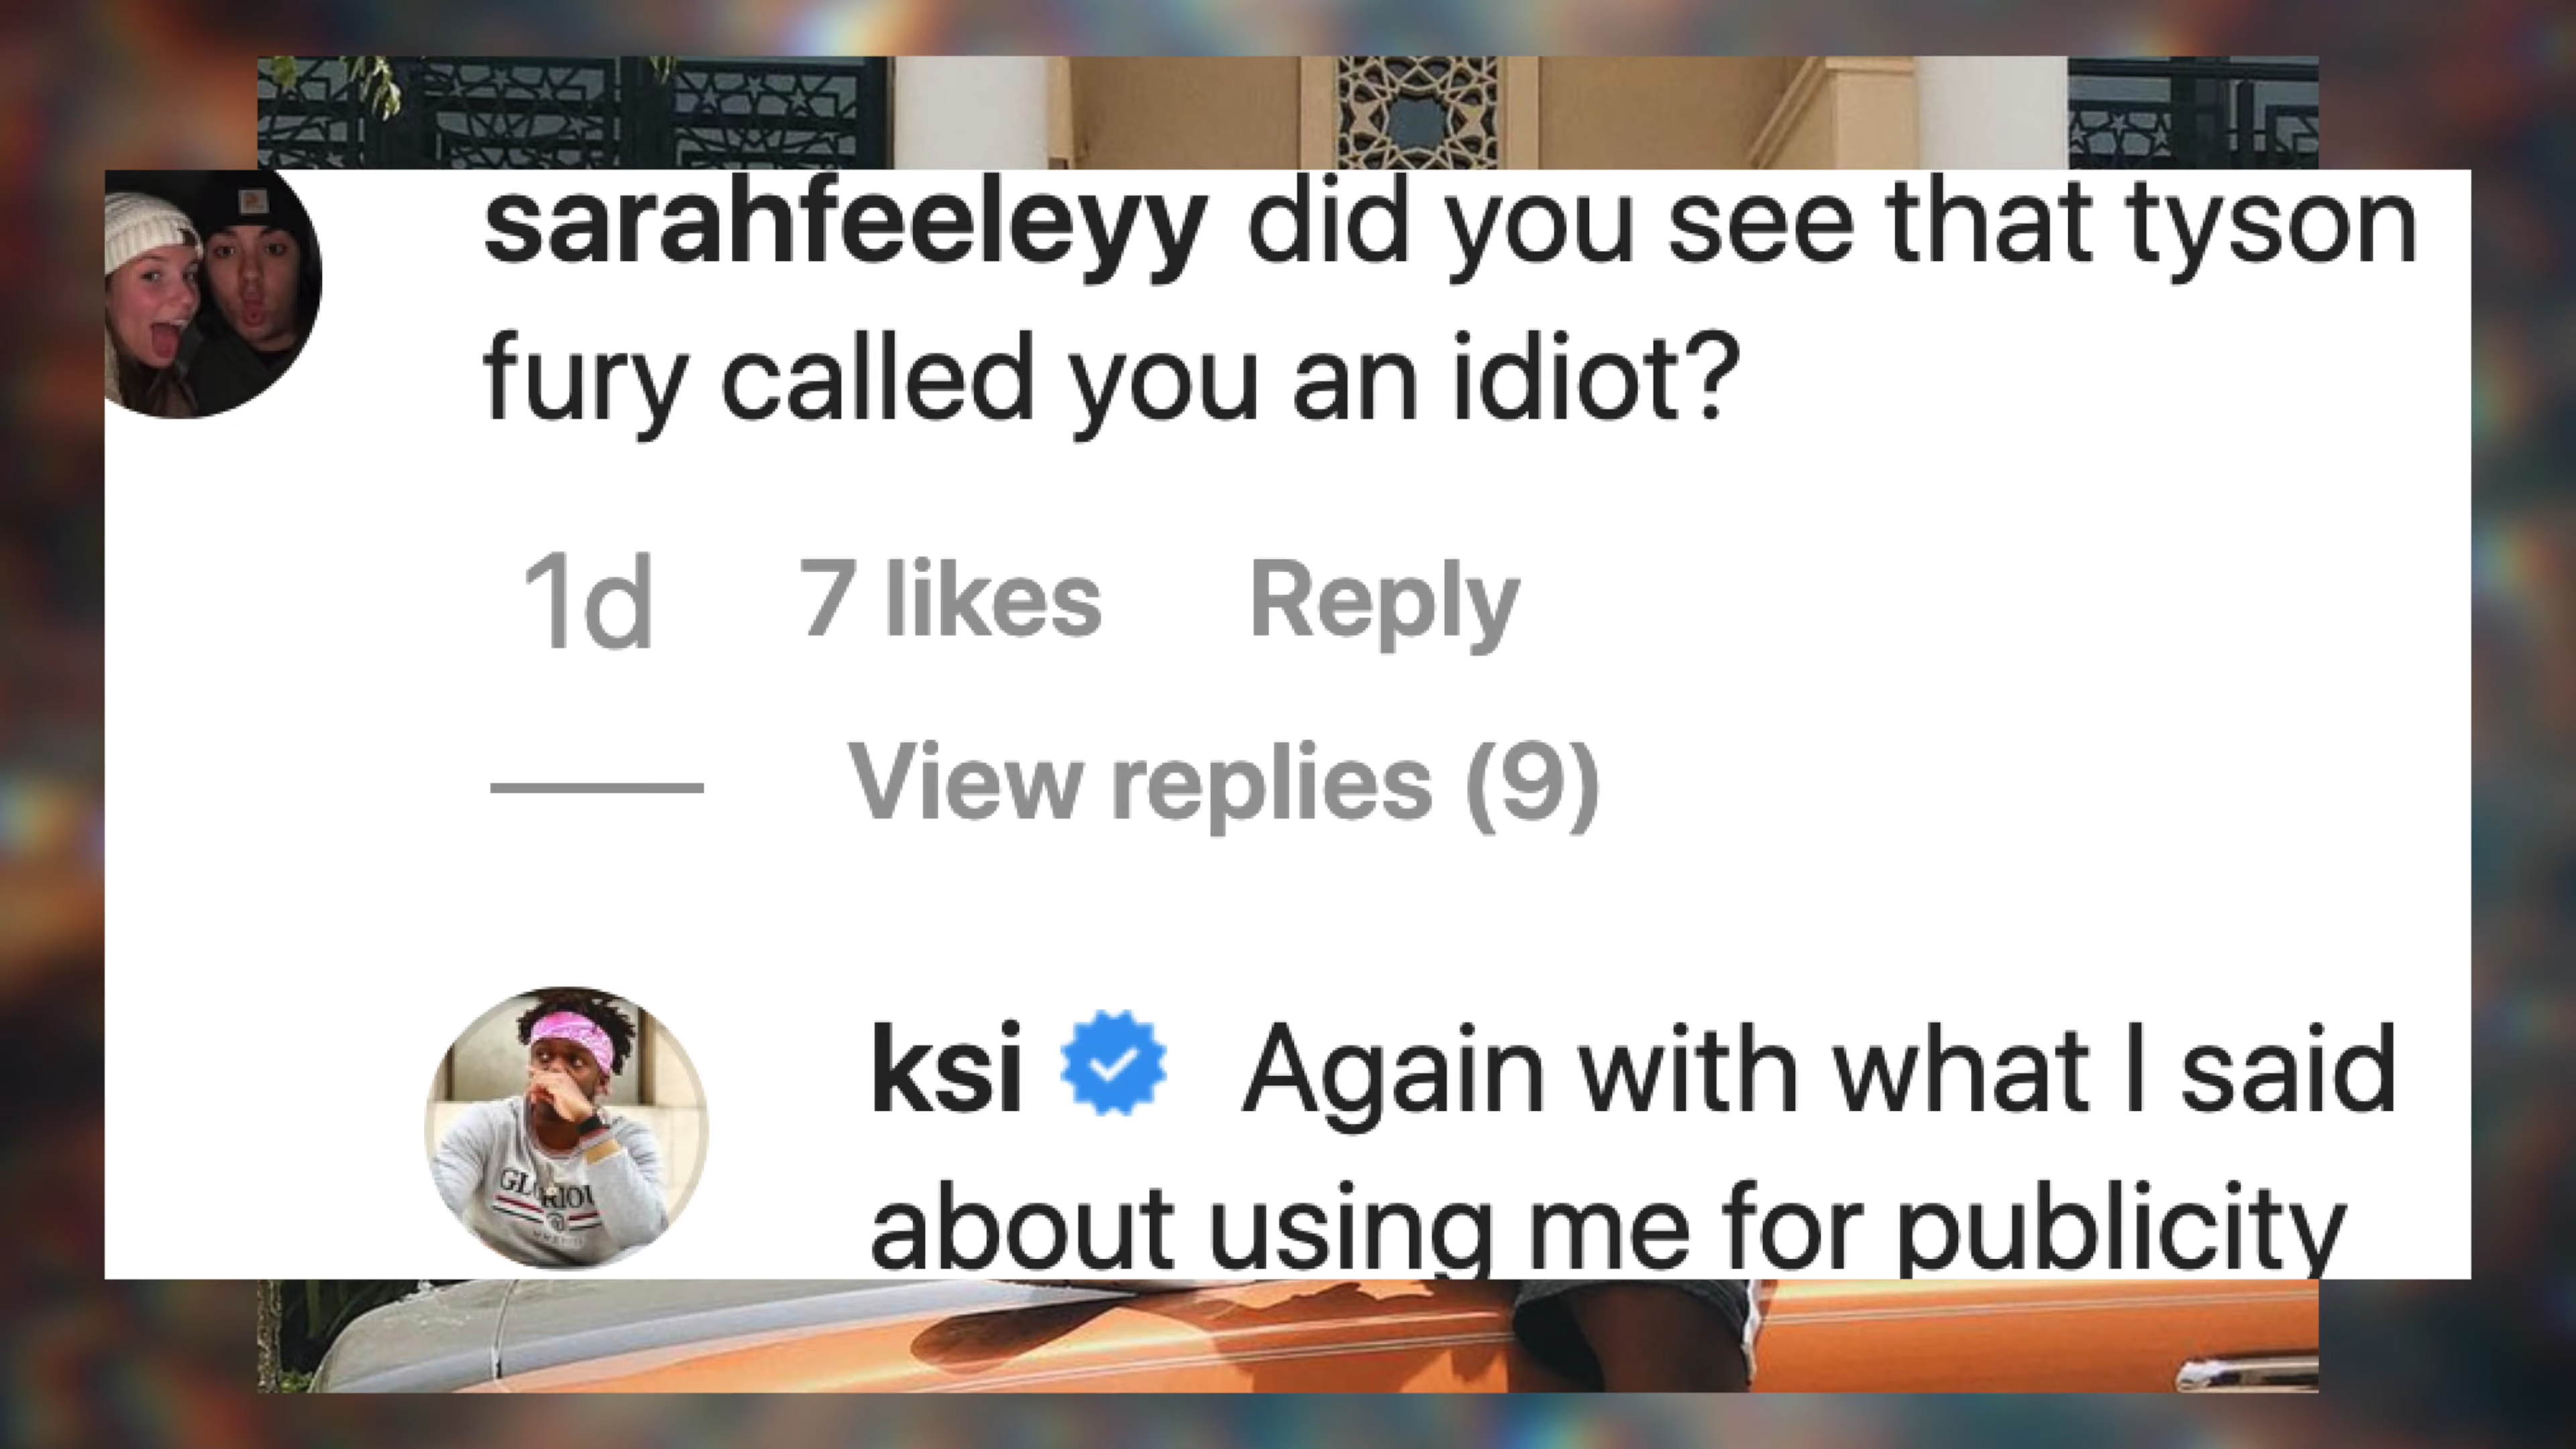 sarahfeeleyy did you see that tyson
fury called you an idiot?
1d 7 likes Reply
View replies (9)
ksi Again with what I said
about using me for publicity